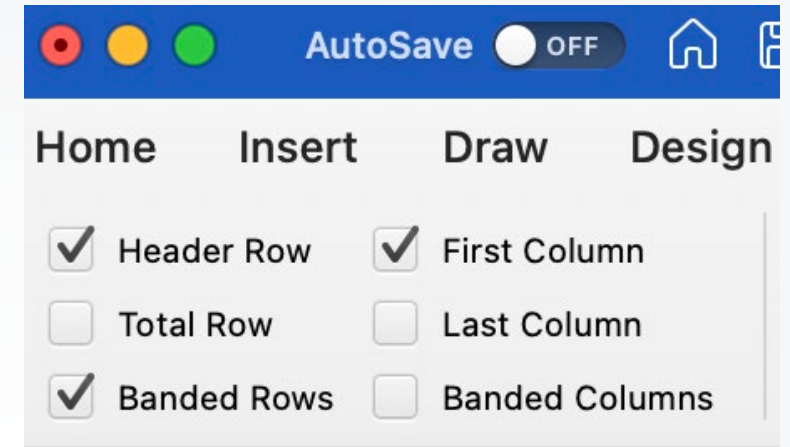 AutoSave OFF
Home Insert Draw Design
Header Row First Column
Total Row Last Column
Banded Rows Banded Columns